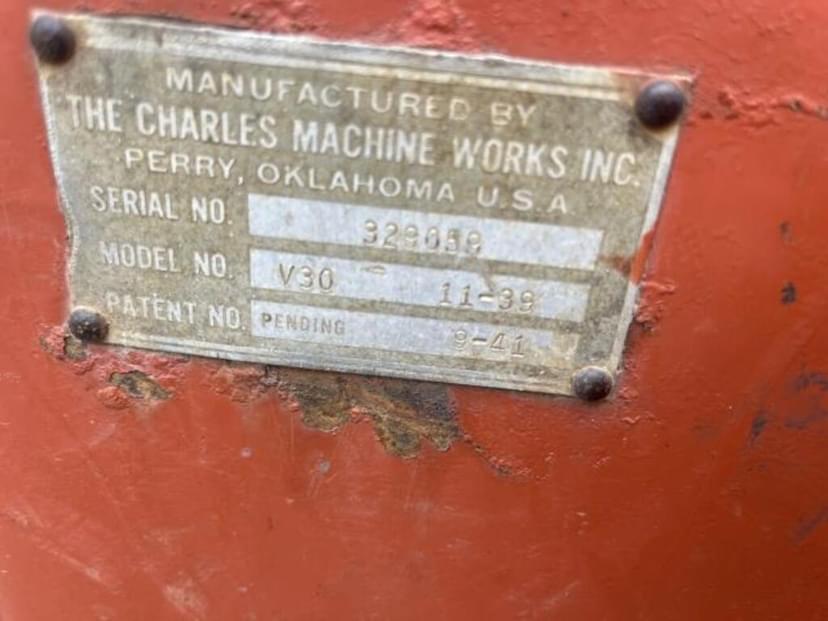 MANUFACTURED BY
THE CHARLES MACHINE WORKS INC.
PERRY, OKLAHOMA U.S.A
SERIAL NO. 329059
MODEL NO. V30 11-39
PATENT NO. PENDING 9-41